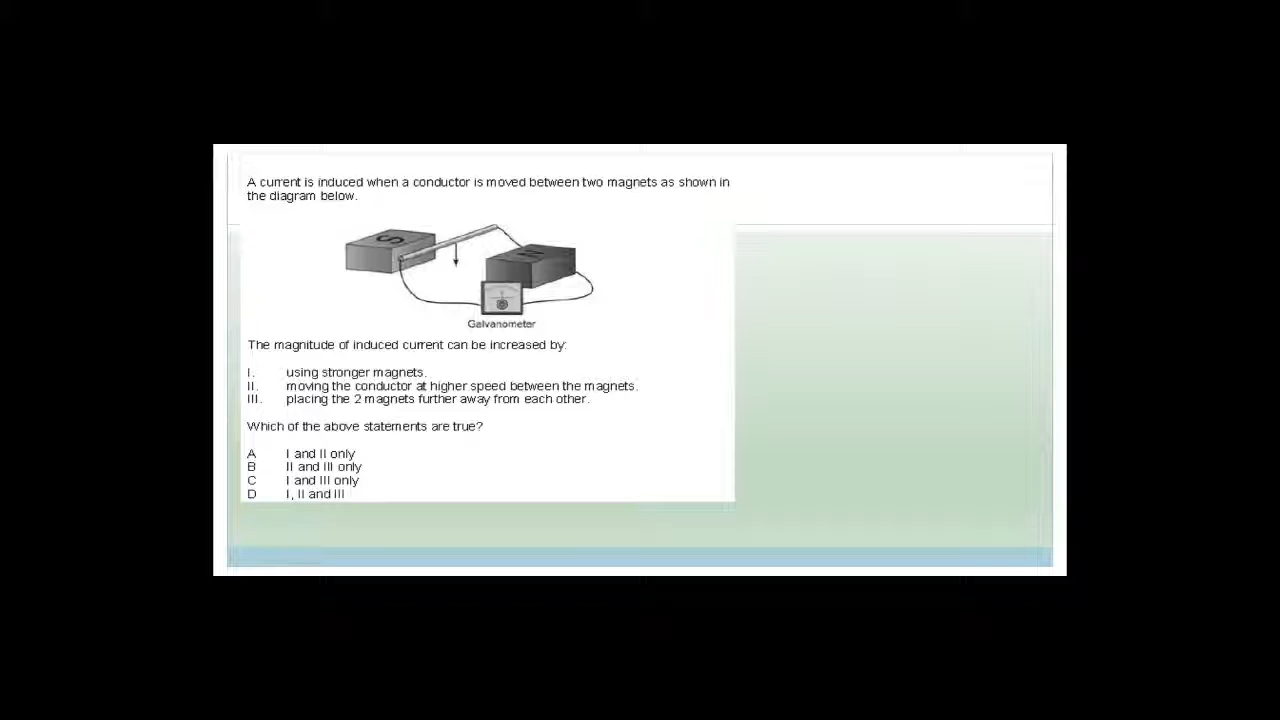 A current is induced when a conductor is moved between two magnets as shown in
the diagram below.
S
N
Galvanometer
The magnitude of induced current can be increased by:
I. using stronger magnets.
II. moving the conductor at higher speed between the magnets.
III. placing the 2 magnets further away from each other.
Which of the above statements are true?
A I and II only
B II and III only
C I and III only
D I, II and III